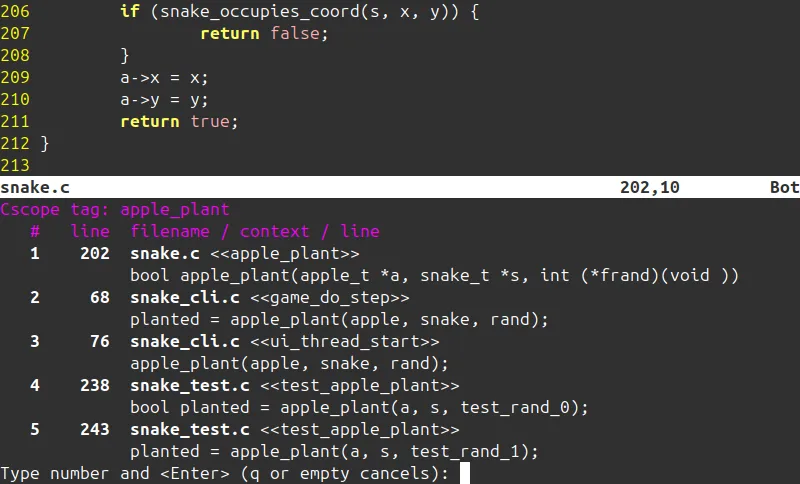 206         if (snake_occupies_coord(s, x, y)) {
207                 return false;
208         }
209         a->x = x;
210         a->y = y;
211         return true;
212 }
213
snake.c                                                       202,10         Bot
Cscope tag: apple_plant
   #   line  filename / context / line
   1    202  snake.c <<apple_plant>>
             bool apple_plant(apple_t *a, snake_t *s, int (*frand)(void ))
   2     68  snake_cli.c <<game_do_step>>
             planted = apple_plant(apple, snake, rand);
   3     76  snake_cli.c <<ui_thread_start>>
             apple_plant(apple, snake, rand);
   4    238  snake_test.c <<test_apple_plant>>
             bool planted = apple_plant(a, s, test_rand_0);
   5    243  snake_test.c <<test_apple_plant>>
             planted = apple_plant(a, s, test_rand_1);
Type number and <Enter> (q or empty cancels):